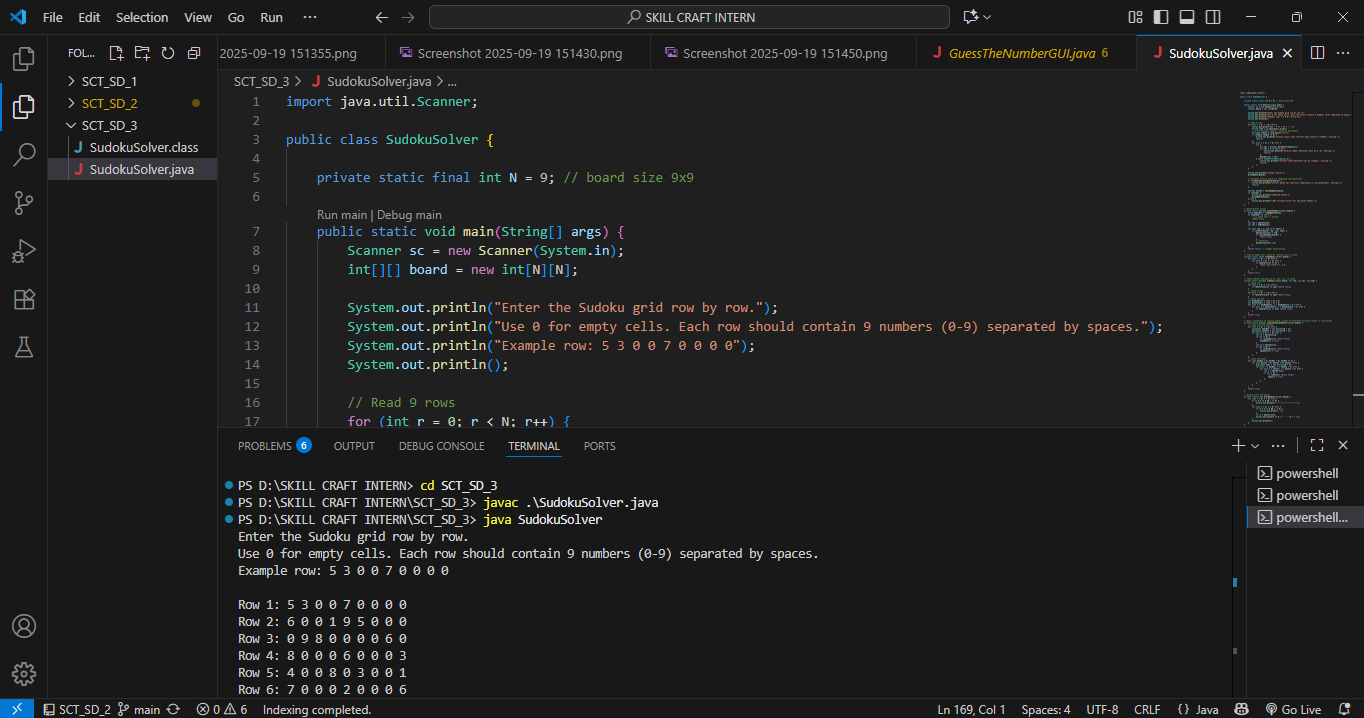 File Edit Selection View Go Run ··· SKILL CRAFT INTERN
FOL...
SCT_SD_1
SCT_SD_2
SCT_SD_3
SudokuSolver.class
SudokuSolver.java
2025-09-19 151355.png Screenshot 2025-09-19 151430.png Screenshot 2025-09-19 151450.png GuessTheNumberGUI.java 6 SudokuSolver.java
SCT_SD_3 > SudokuSolver.java > ...
1 import java.util.Scanner;
2
3 public class SudokuSolver {
4
5 private static final int N = 9; // board size 9x9
6
Run main | Debug main
7 public static void main(String[] args) {
8 Scanner sc = new Scanner(System.in);
9 int[][] board = new int[N][N];
10
11 System.out.println("Enter the Sudoku grid row by row.");
12 System.out.println("Use 0 for empty cells. Each row should contain 9 numbers (0-9) separated by spaces.");
13 System.out.println("Example row: 5 3 0 0 7 0 0 0 0");
14 System.out.println();
15
16 // Read 9 rows
17 for (int r = 0; r < N; r++) {
PROBLEMS 6 OUTPUT DEBUG CONSOLE TERMINAL PORTS
PS D:\SKILL CRAFT INTERN> cd SCT_SD_3
PS D:\SKILL CRAFT INTERN\SCT_SD_3> javac .\SudokuSolver.java
PS D:\SKILL CRAFT INTERN\SCT_SD_3> java SudokuSolver
Enter the Sudoku grid row by row.
Use 0 for empty cells. Each row should contain 9 numbers (0-9) separated by spaces.
Example row: 5 3 0 0 7 0 0 0 0
Row 1: 5 3 0 0 7 0 0 0 0
Row 2: 6 0 0 1 9 5 0 0 0
Row 3: 0 9 8 0 0 0 0 6 0
Row 4: 8 0 0 0 6 0 0 0 3
Row 5: 4 0 0 8 0 3 0 0 1
Row 6: 7 0 0 0 2 0 0 0 6
powershell
powershell
powershell...
SCT_SD_2 main 0 6 Indexing completed. Ln 169, Col 1 Spaces: 4 UTF-8 CRLF {} Java Go Live